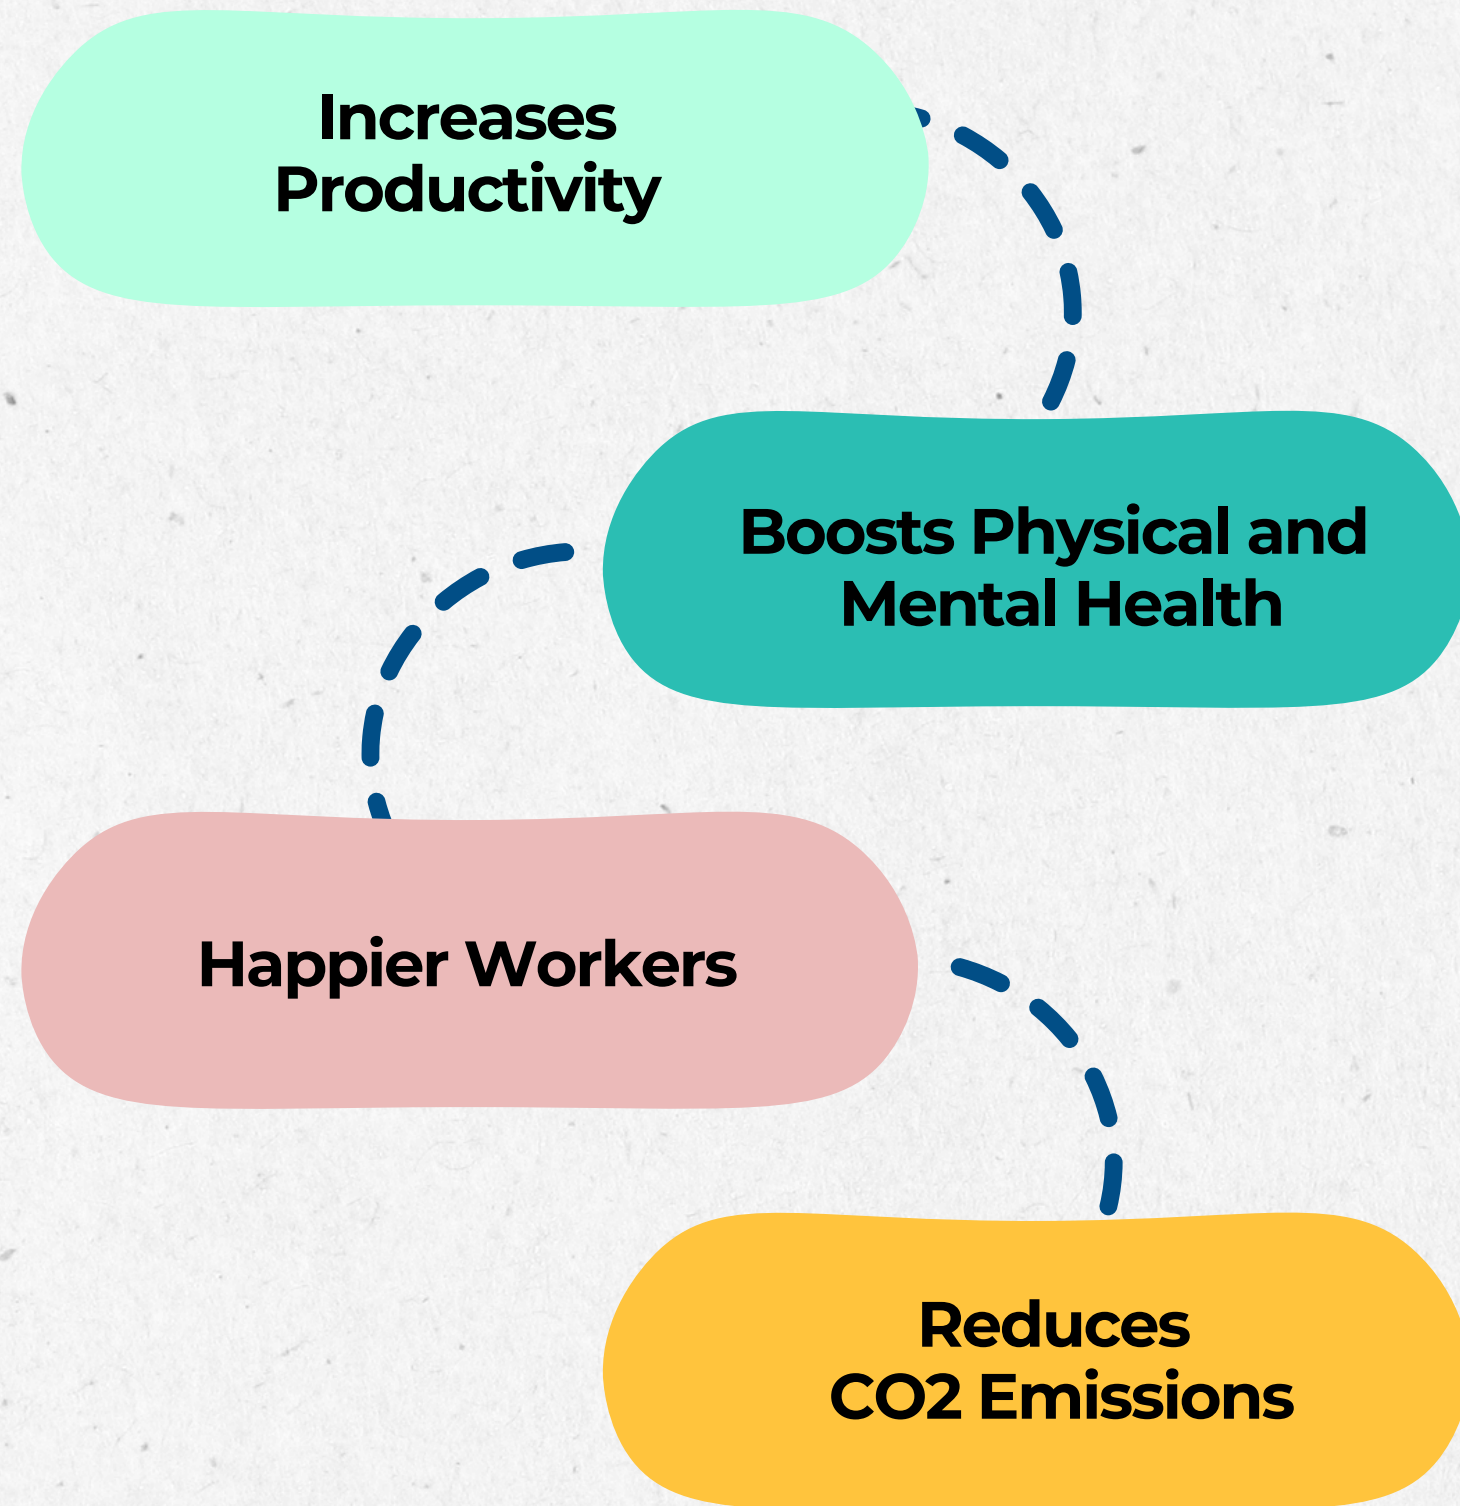 Increases
Productivity
Boosts Physical and
Mental Health
Happier Workers
Reduces
CO2 Emissions